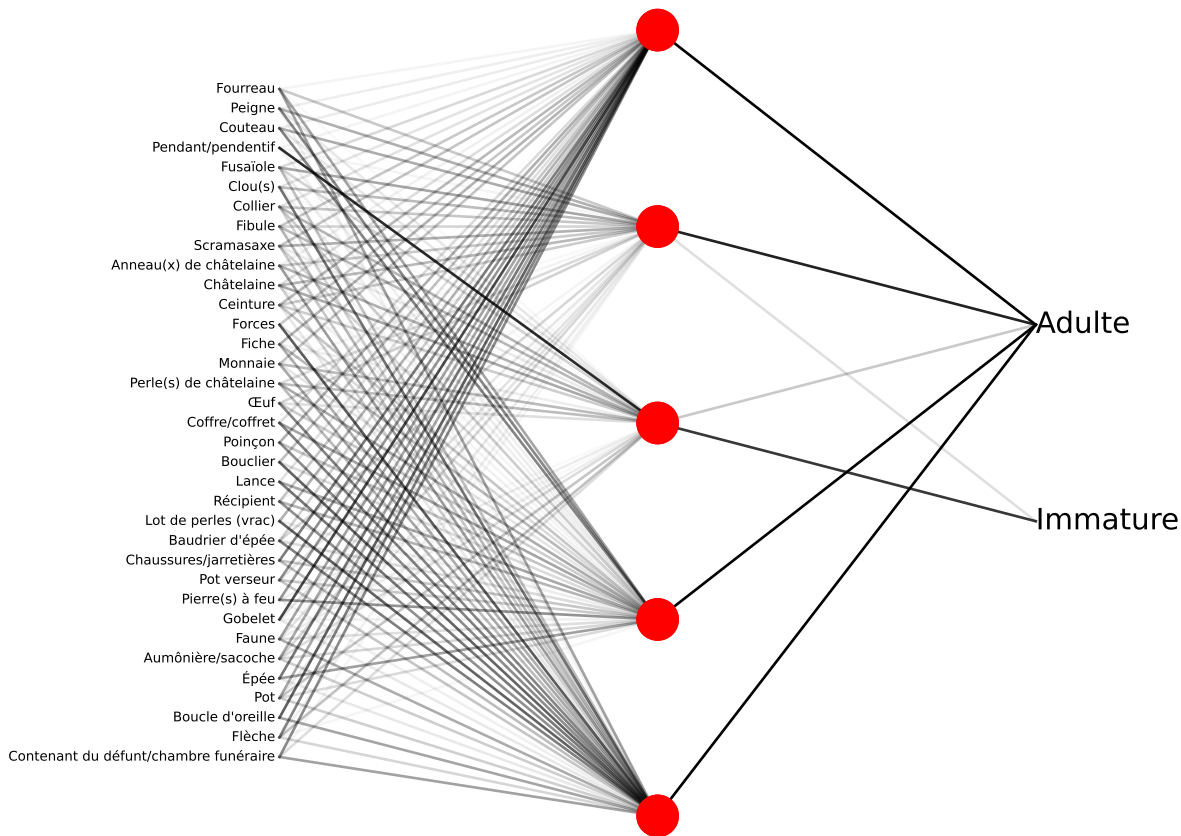 Fourreau
Peigne
Couteau
Pendant/pendentif
Fusaïole
Clou(s)
Collier
Fibule
Scramasaxe
Anneau(x) de châtelaine
Châtelaine
Ceinture
Forces
Fiche
Monnaie
Perle(s) de châtelaine
Œuf
Coffre/coffret
Poinçon
Bouclier
Lance
Récipient
Lot de perles (vrac)
Baudrier d'épée
Chaussures/jarretières
Pot verseur
Pierre(s) à feu
Gobelet
Faune
Aumônière/sacoche
Épée
Pot
Boucle d'oreille
Flèche
Contenant du défunt/chambre funéraire
Adulte
Immature